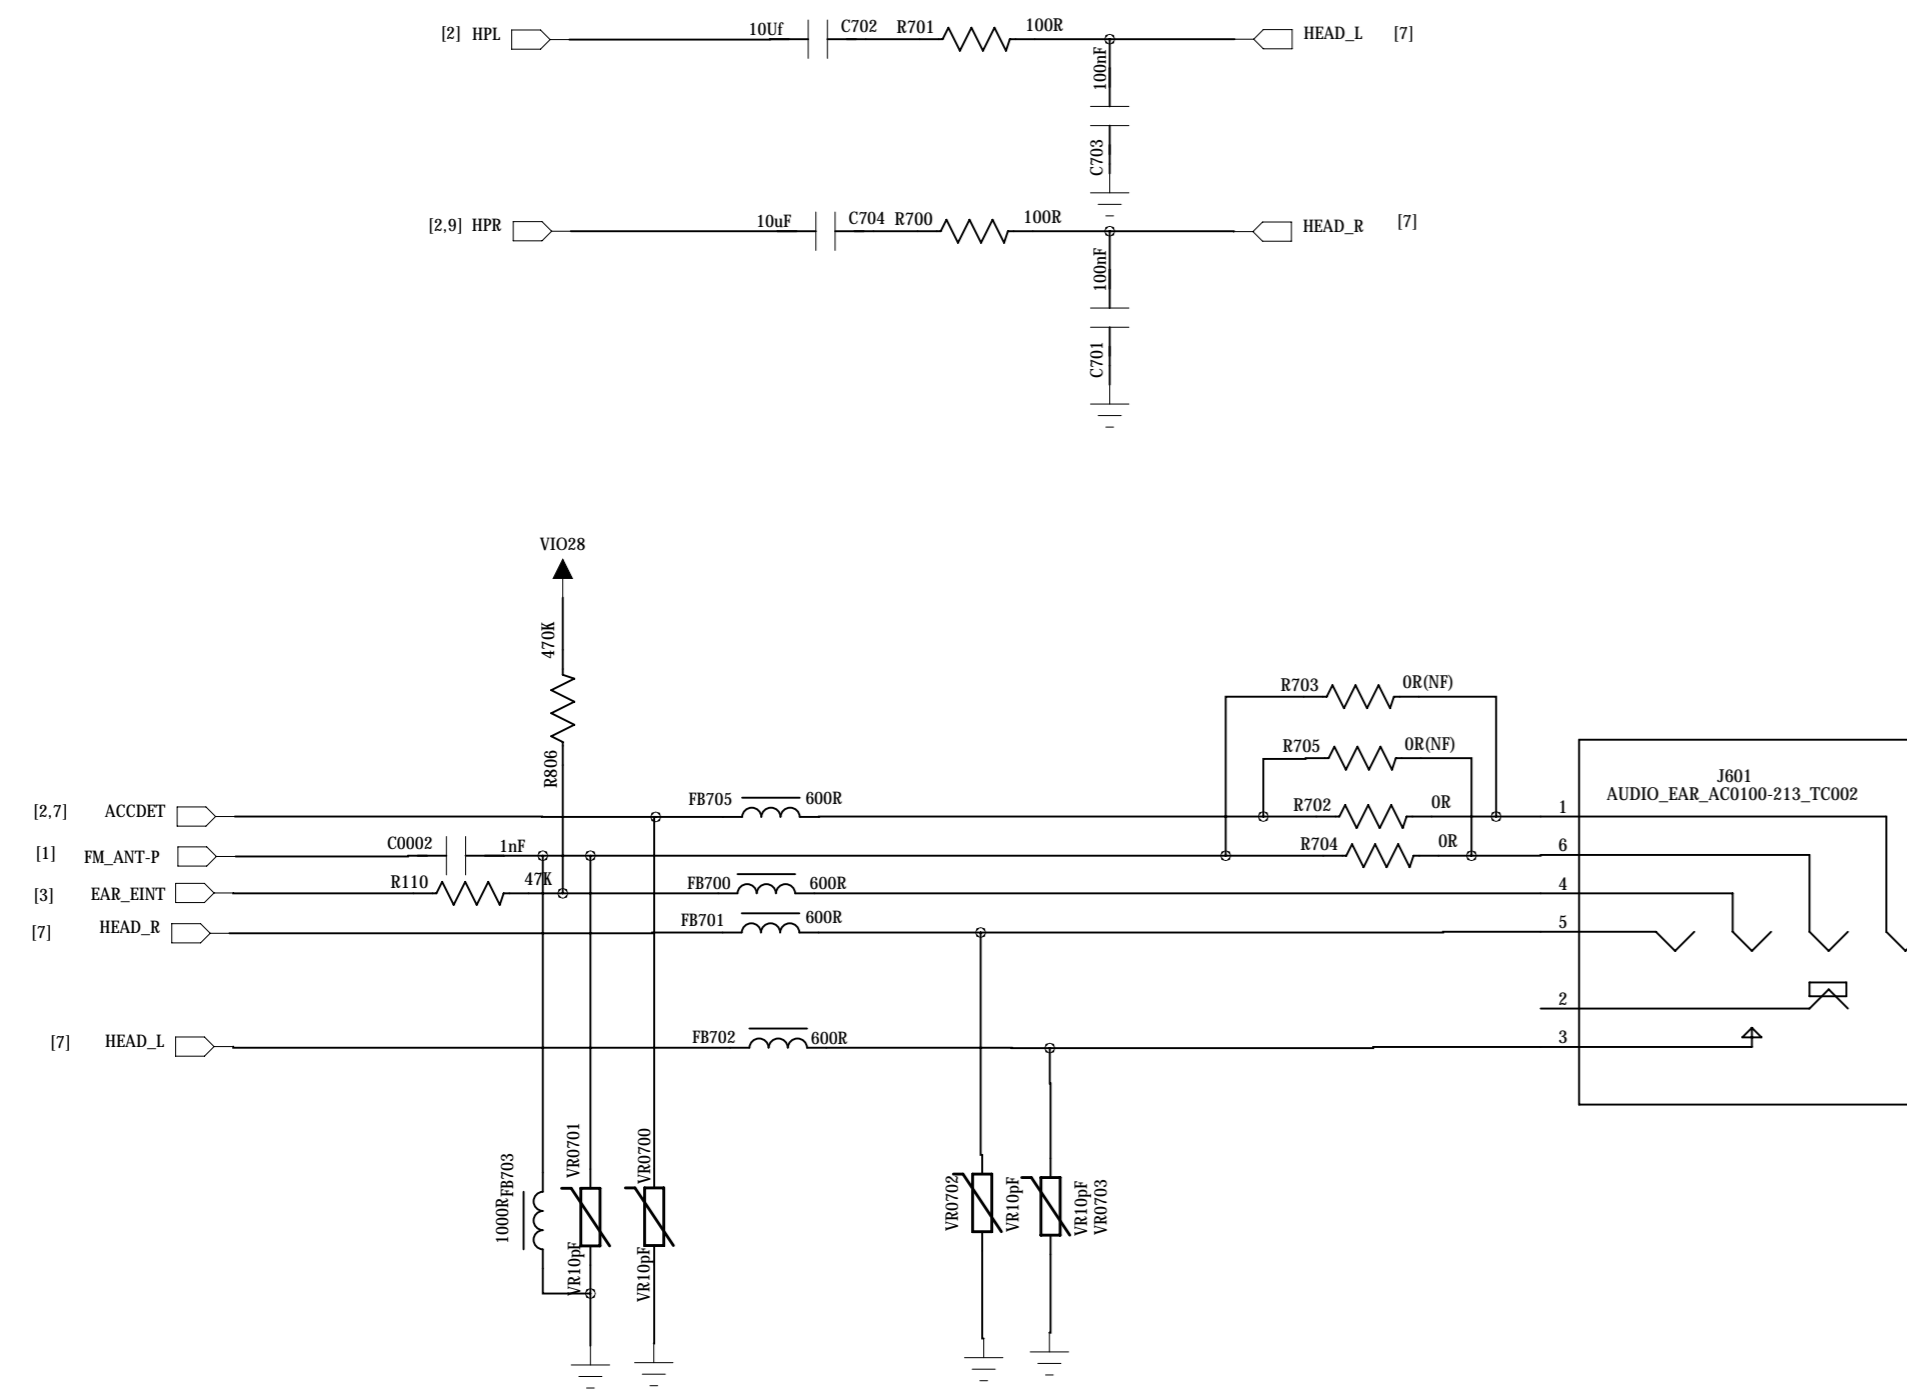 [2] HPL 10Uf C702 R701 100R HEAD_L [7]
100nF
C703
[2,9] HPR 10uF C704 R700 100R HEAD_R [7]
100nF
C701
VIO28
470K
R806
R703 0R(NF)
R705 0R(NF)
J601
AUDIO_EAR_AC0100-213_TC002
[2,7] ACCDET FB705 600R R702 0R 1
[1] FM_ANT-P C0002 1nF R704 0R 6
[3] EAR_EINT R110 47K FB700 600R 4
[7] HEAD_R FB701 600R 5
2
[7] HEAD_L FB702 600R 3
1000R FB703
VR0701
VR10pF
VR0700
VR10pF
VR0702
VR10pF
VR10pF
VR0703